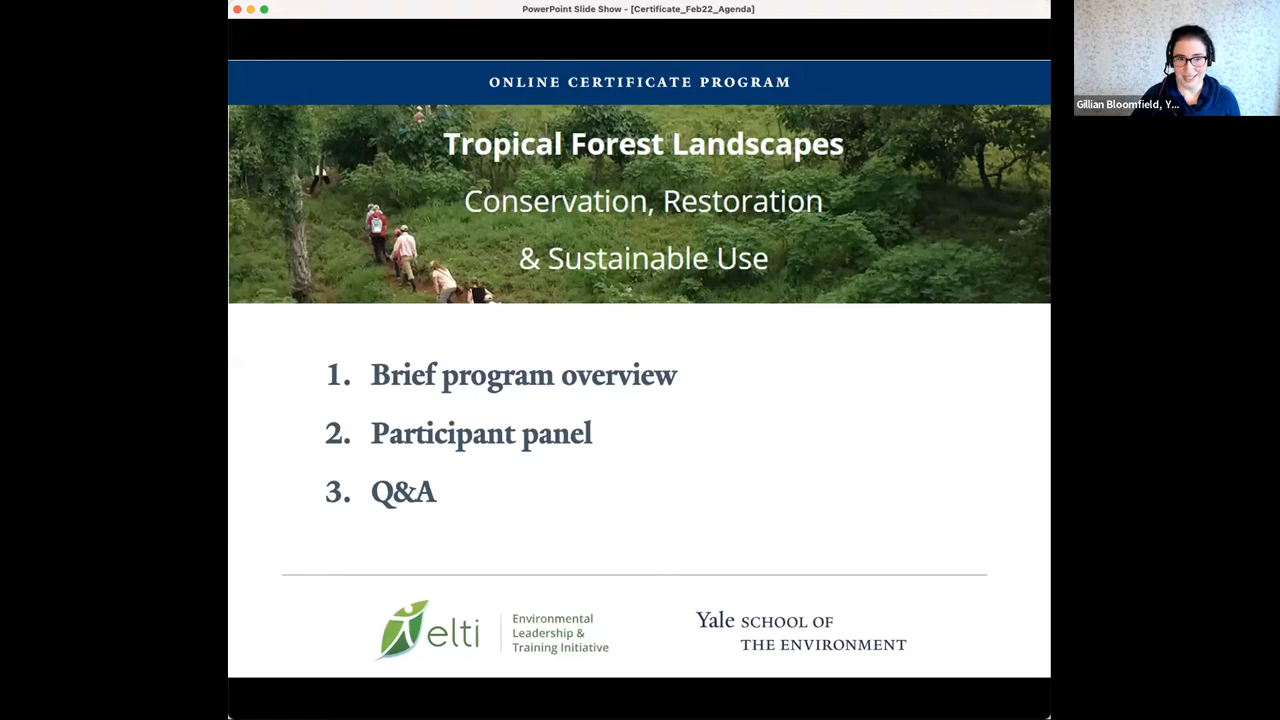 PowerPoint Slide Show - [Certificate_Feb22_Agenda]
ONLINE CERTIFICATE PROGRAM
Tropical Forest Landscapes
Conservation, Restoration
& Sustainable Use
Gillian Bloomfield, Y...
1. Brief program overview
2. Participant panel
3. Q&A
elti
Environmental
Leadership &
Training Initiative
Yale SCHOOL OF
THE ENVIRONMENT